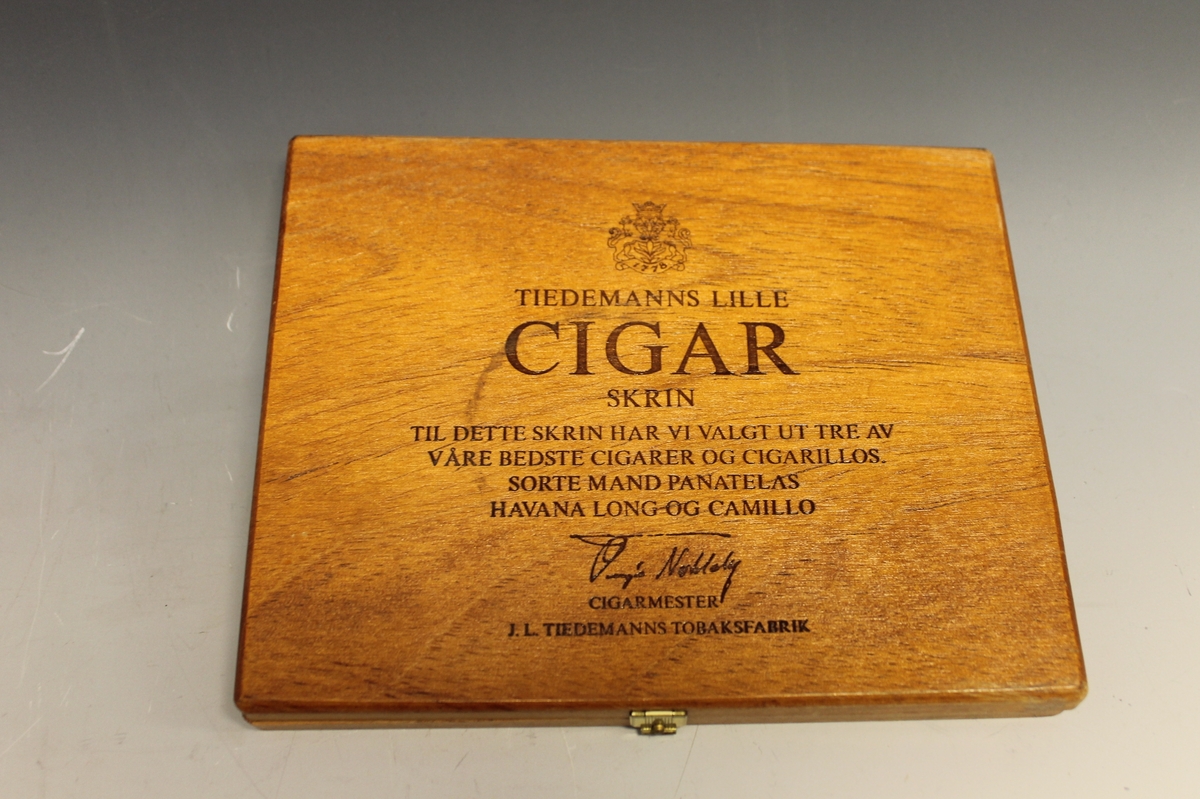 1778
TIEDEMANNS LILLE
CIGAR
SKRIN
TIL DETTE SKRIN HAR VI VALGT UT TRE AV
VÅRE BEDSTE CIGARER OG CIGARILLOS.
SORTE MAND PANATELAS
HAVANA LONG OG CAMILLO
CIGARMESTER
J. L. TIEDEMANNS TOBAKSFABRIK